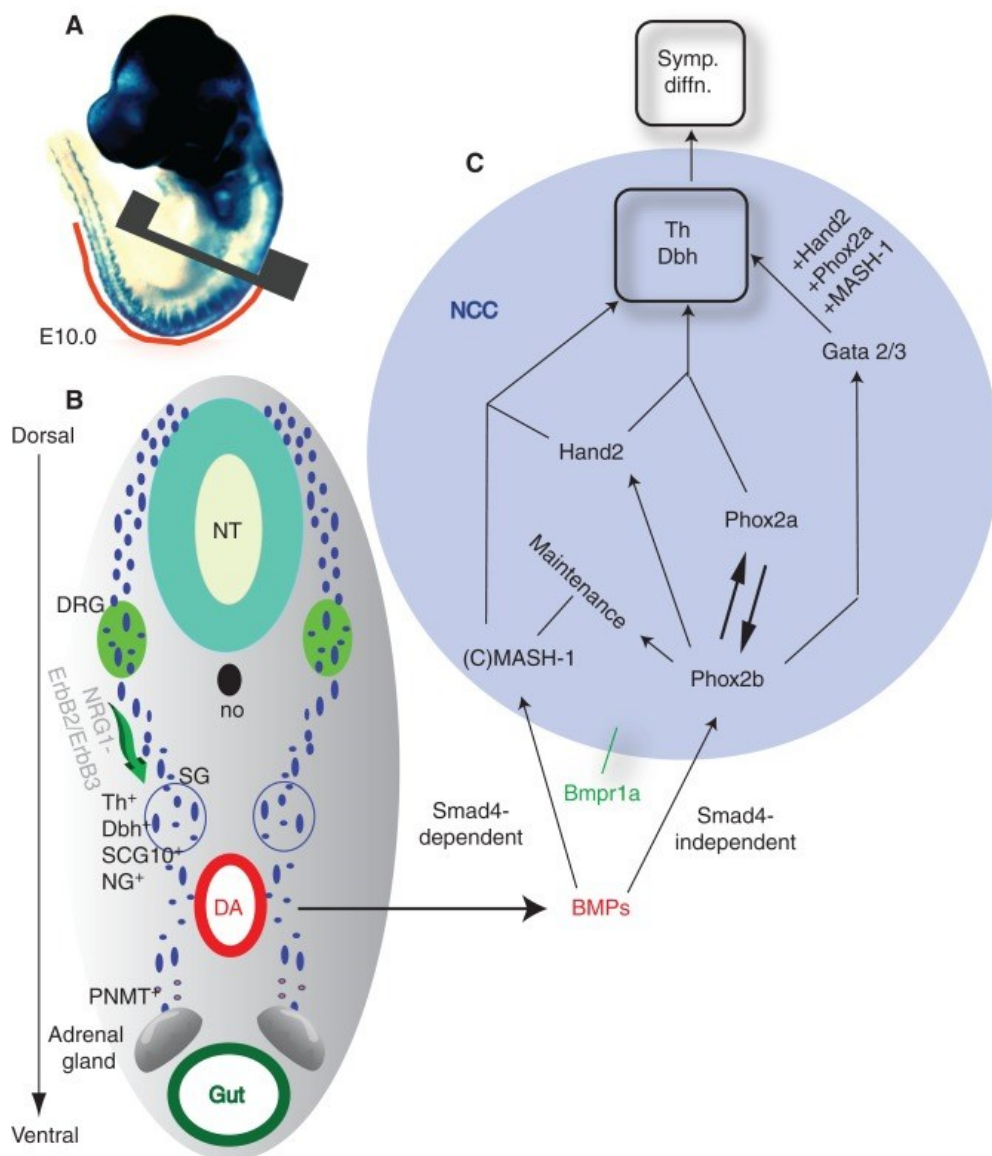 A
E10.0
B
Dorsal
NT
DRG
no
NRG1-
ErbB2/ErbB3
SG
Th⁺
Dbh⁺
SCG10⁺
NG⁺
DA
PNMT⁺
Adrenal
gland
Gut
Ventral
C
Symp.
diffn.
Th
Dbh
+Hand2
+Phox2a
+MASH-1
NCC
Gata 2/3
Hand2
Phox2a
Maintenance
(C)MASH-1
Phox2b
Bmpr1a
Smad4-
dependent
Smad4-
independent
BMPs